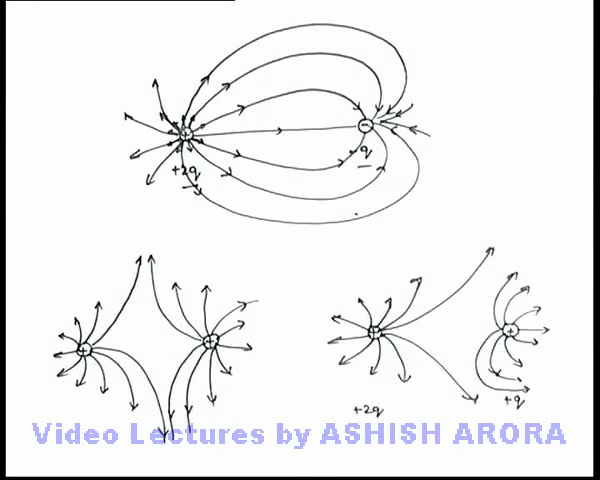 + -
-q
+2q
+ + + +
+2q +q
Video Lectures by ASHISH ARORA